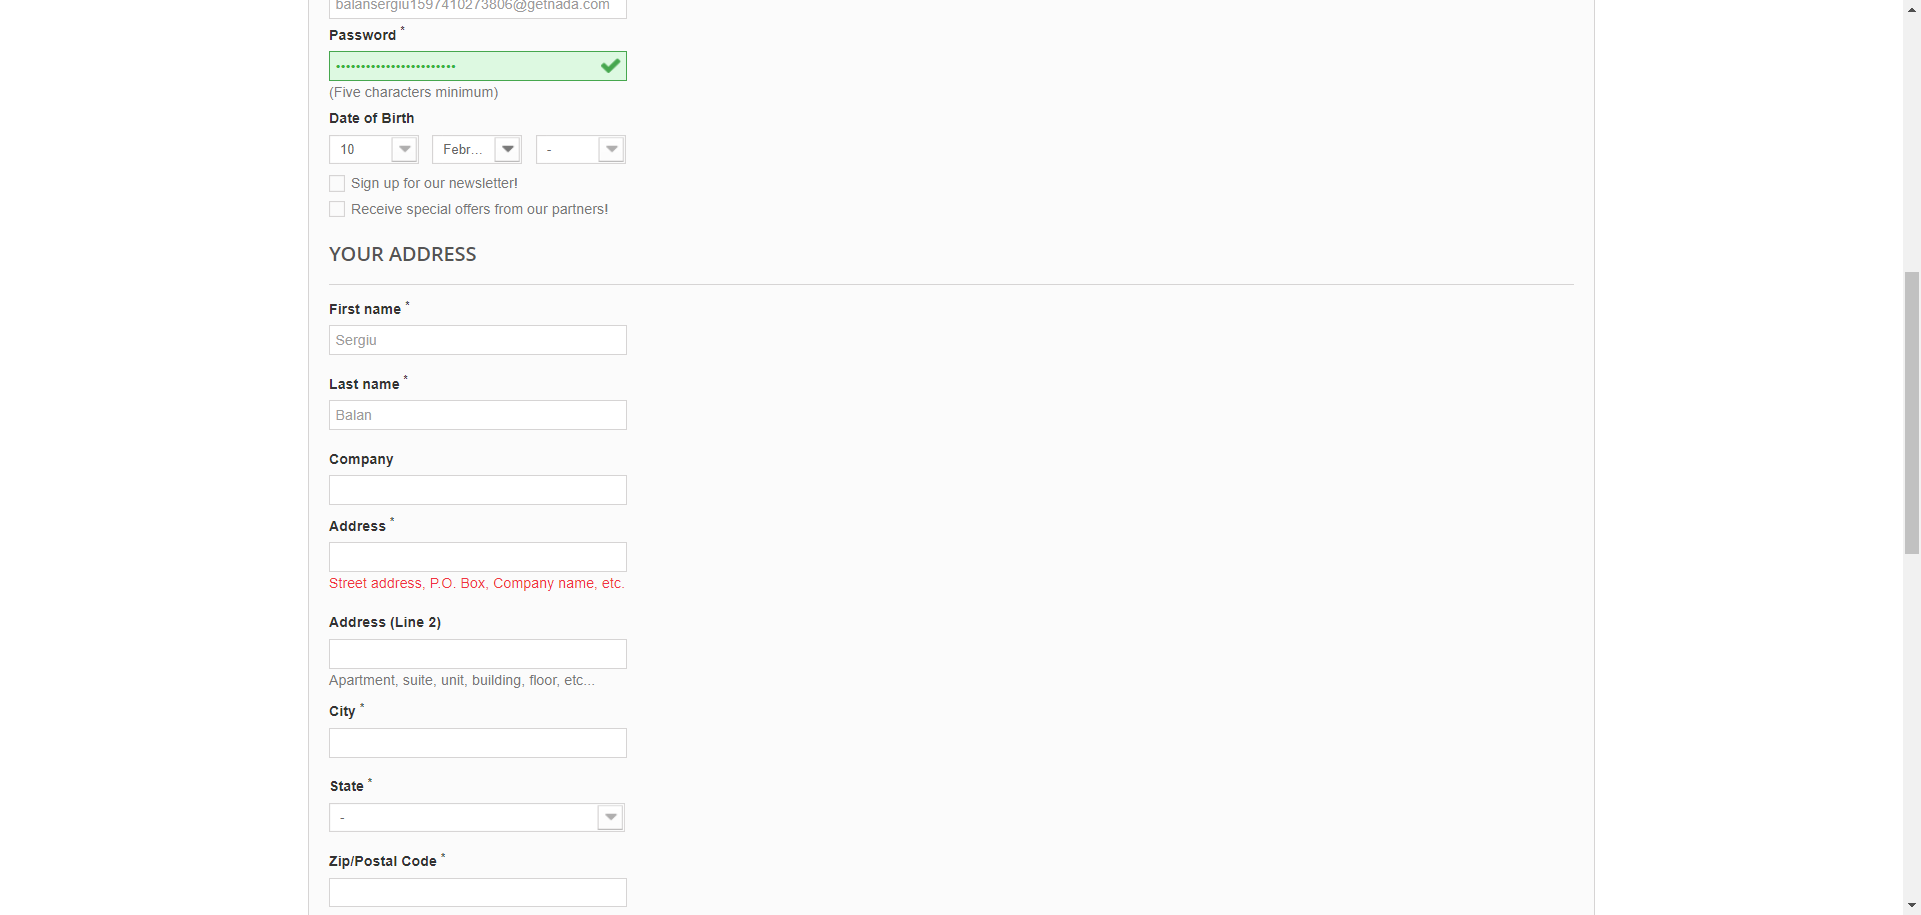 balansergiu1597410273806@getnada.com
Password *
••••••••••••••••••••••••
(Five characters minimum)
Date of Birth
10 Febr... -
Sign up for our newsletter!
Receive special offers from our partners!
YOUR ADDRESS
First name *
Sergiu
Last name *
Balan
Company
Address *
Street address, P.O. Box, Company name, etc.
Address (Line 2)
Apartment, suite, unit, building, floor, etc...
City *
State *
-
Zip/Postal Code *